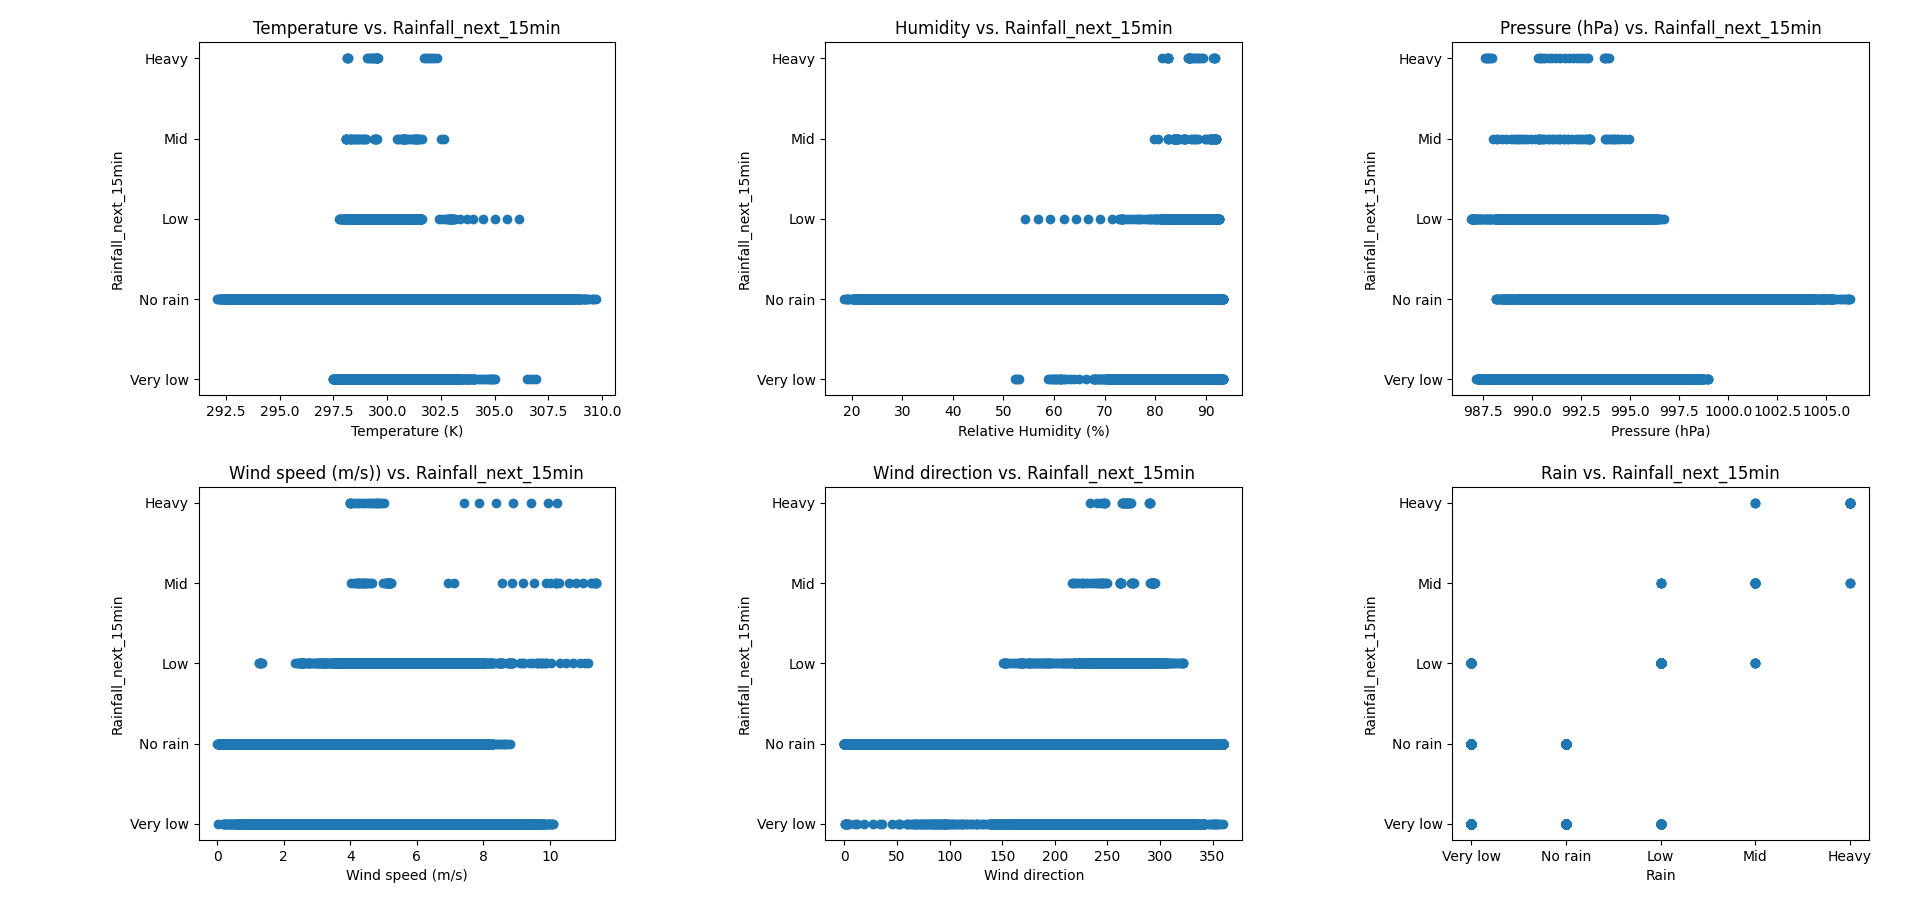 Temperature vs. Rainfall_next_15min
Heavy
Mid
Low
No rain
Very low
Rainfall_next_15min
292.5 295.0 297.5 300.0 302.5 305.0 307.5 310.0
Temperature (K)
Humidity vs. Rainfall_next_15min
Heavy
Mid
Low
No rain
Very low
Rainfall_next_15min
20 30 40 50 60 70 80 90
Relative Humidity (%)
Pressure (hPa) vs. Rainfall_next_15min
Heavy
Mid
Low
No rain
Very low
Rainfall_next_15min
987.5 990.0 992.5 995.0 997.5 1000.0 1002.5 1005.0
Pressure (hPa)
Wind speed (m/s)) vs. Rainfall_next_15min
Heavy
Mid
Low
No rain
Very low
Rainfall_next_15min
0 2 4 6 8 10
Wind speed (m/s)
Wind direction vs. Rainfall_next_15min
Heavy
Mid
Low
No rain
Very low
Rainfall_next_15min
0 50 100 150 200 250 300 350
Wind direction
Rain vs. Rainfall_next_15min
Heavy
Mid
Low
No rain
Very low
Rainfall_next_15min
Very low No rain Low Mid Heavy
Rain